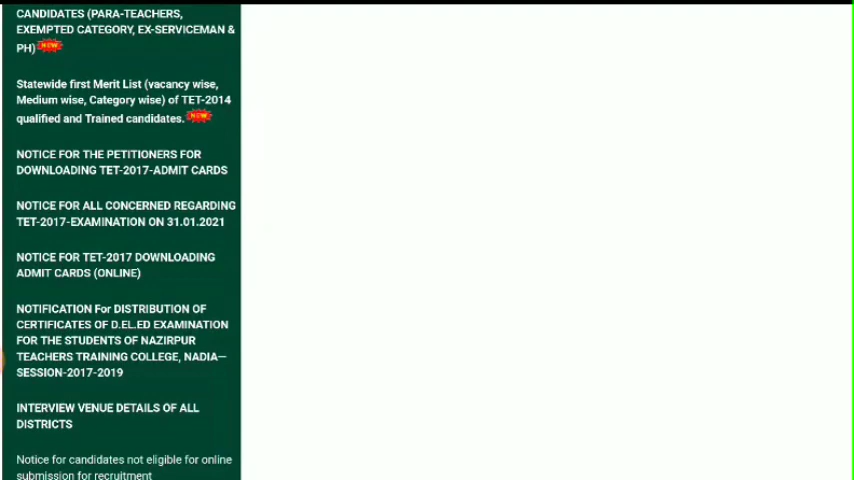 CANDIDATES (PARA-TEACHERS,
EXEMPTED CATEGORY, EX-SERVICEMAN &
PH) NEW
Statewide first Merit List (vacancy wise,
Medium wise, Category wise) of TET-2014
qualified and Trained candidates. NEW
NOTICE FOR THE PETITIONERS FOR
DOWNLOADING TET-2017-ADMIT CARDS
NOTICE FOR ALL CONCERNED REGARDING
TET-2017-EXAMINATION ON 31.01.2021
NOTICE FOR TET-2017 DOWNLOADING
ADMIT CARDS (ONLINE)
NOTIFICATION For DISTRIBUTION OF
CERTIFICATES OF D.EL.ED EXAMINATION
FOR THE STUDENTS OF NAZIRPUR
TEACHERS TRAINING COLLEGE, NADIA—
SESSION-2017-2019
INTERVIEW VENUE DETAILS OF ALL
DISTRICTS
Notice for candidates not eligible for online
submission for recruitment